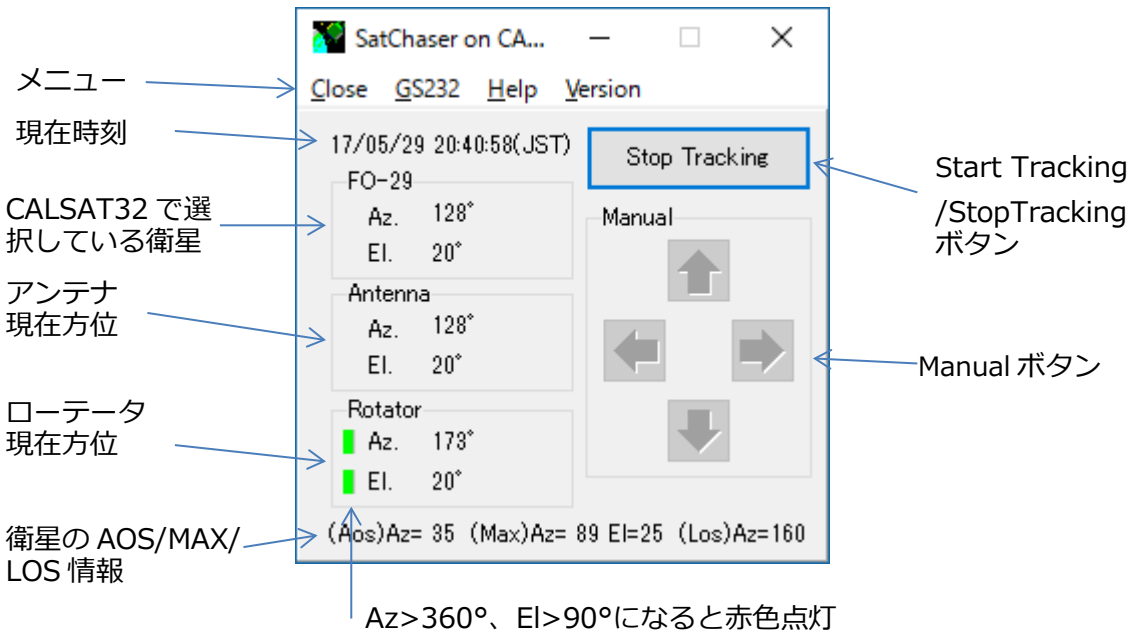 SatChaser on CA...
メニュー
Close GS232 Help Version
現在時刻
17/05/29 20:40:58(JST)
Stop Tracking
Start Tracking
/StopTracking
ボタン
CALSAT32 で選
択している衛星
FO-29
Az. 128°
El. 20°
Manual
アンテナ
現在方位
Antenna
Az. 128°
El. 20°
Manual ボタン
ローテータ
現在方位
Rotator
Az. 173°
El. 20°
衛星の AOS/MAX/
LOS 情報
(Aos)Az= 35 (Max)Az= 89 El=25 (Los)Az=160
Az>360°、El>90°になると赤色点灯